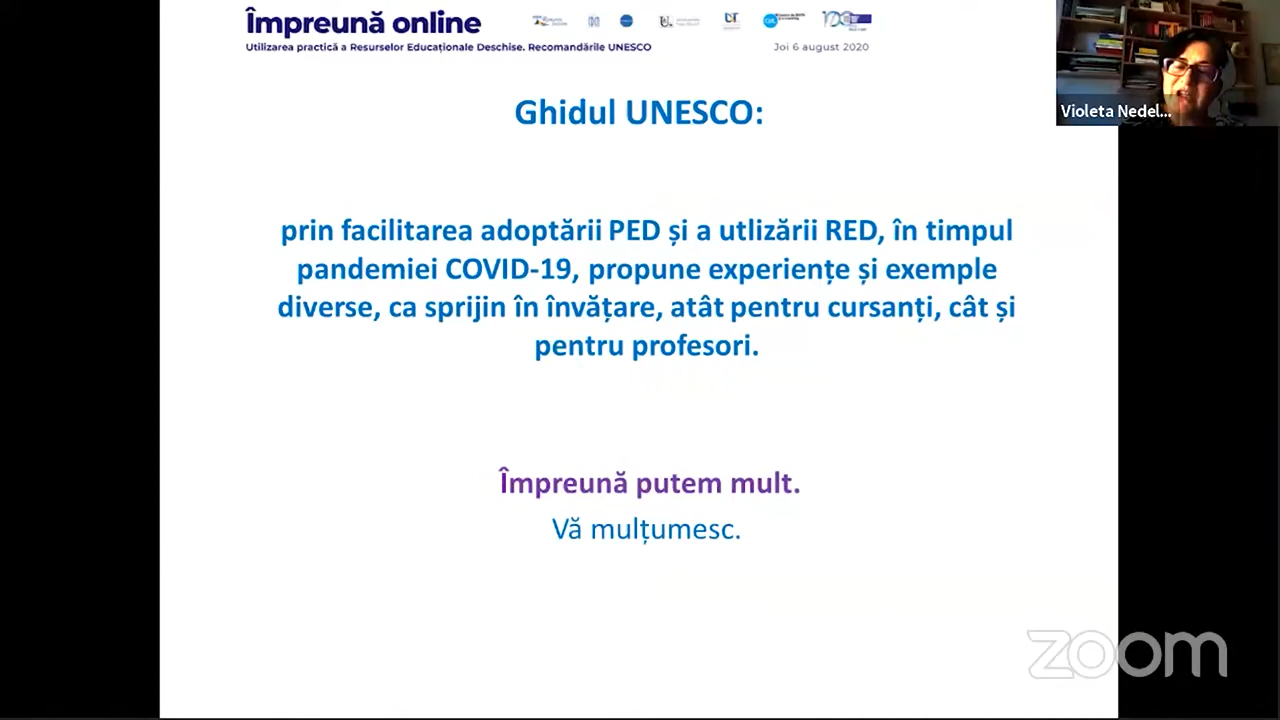 Împreună online
Utilizarea practică a Resurselor Educaționale Deschise. Recomandările UNESCO
Joi 6 august 2020
Violeta Nedel...
Ghidul UNESCO:
prin facilitarea adoptării PED și a utlizării RED, în timpul
pandemiei COVID-19, propune experiențe și exemple
diverse, ca sprijin în învățare, atât pentru cursanți, cât și
pentru profesori.
Împreună putem mult.
Vă mulțumesc.
zoom